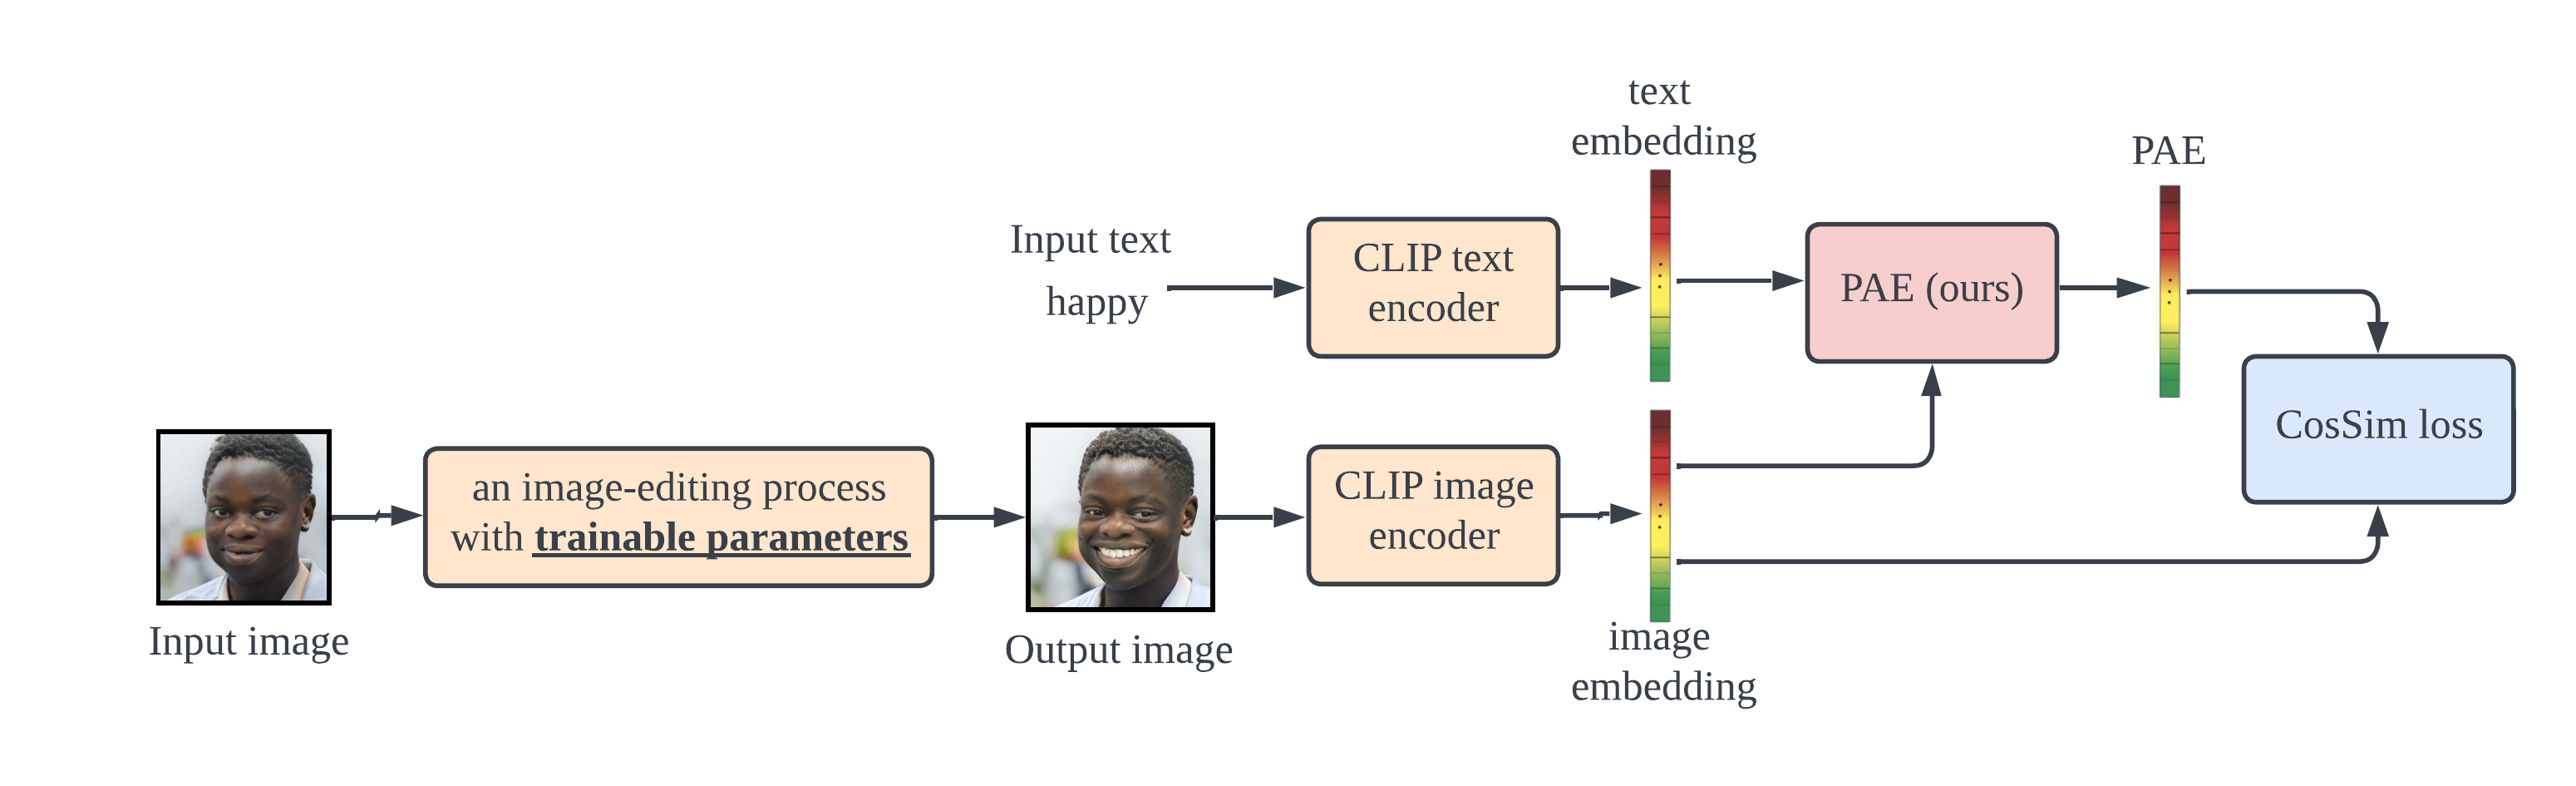 text
embedding
PAE
Input text
happy
CLIP text
encoder
PAE (ours)
CosSim loss
an image-editing process
with trainable parameters
CLIP image
encoder
Input image
Output image
image
embedding